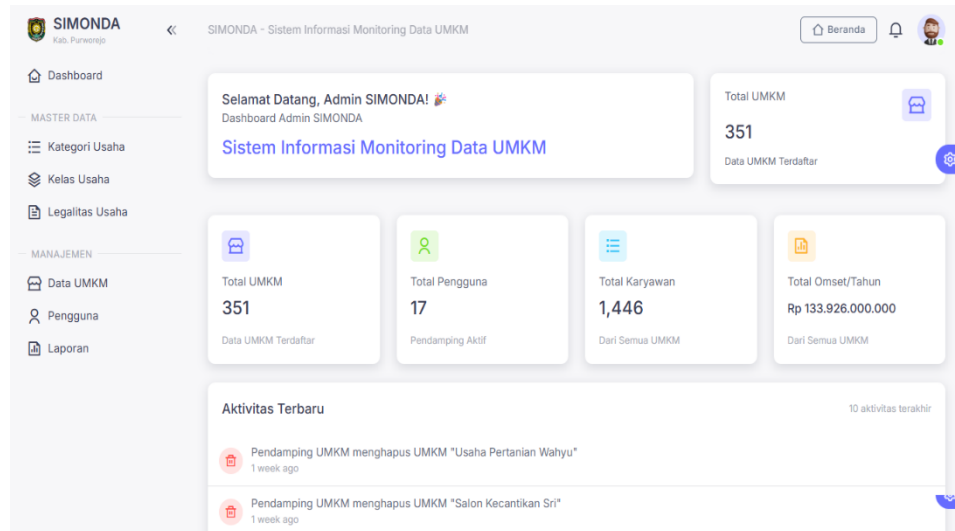 SIMONDA
Kab. Purworejo
SIMONDA - Sistem Informasi Monitoring Data UMKM
Beranda
Dashboard
MASTER DATA
Kategori Usaha
Kelas Usaha
Legalitas Usaha
MANAJEMEN
Data UMKM
Pengguna
Laporan
Selamat Datang, Admin SIMONDA! 🎉
Dashboard Admin SIMONDA
Sistem Informasi Monitoring Data UMKM
Total UMKM
351
Data UMKM Terdaftar
Total UMKM
351
Data UMKM Terdaftar
Total Pengguna
17
Pendamping Aktif
Total Karyawan
1,446
Dari Semua UMKM
Total Omset/Tahun
Rp 133.926.000.000
Dari Semua UMKM
Aktivitas Terbaru
10 aktivitas terakhir
Pendamping UMKM menghapus UMKM "Usaha Pertanian Wahyu"
1 week ago
Pendamping UMKM menghapus UMKM "Salon Kecantikan Sri"
1 week ago